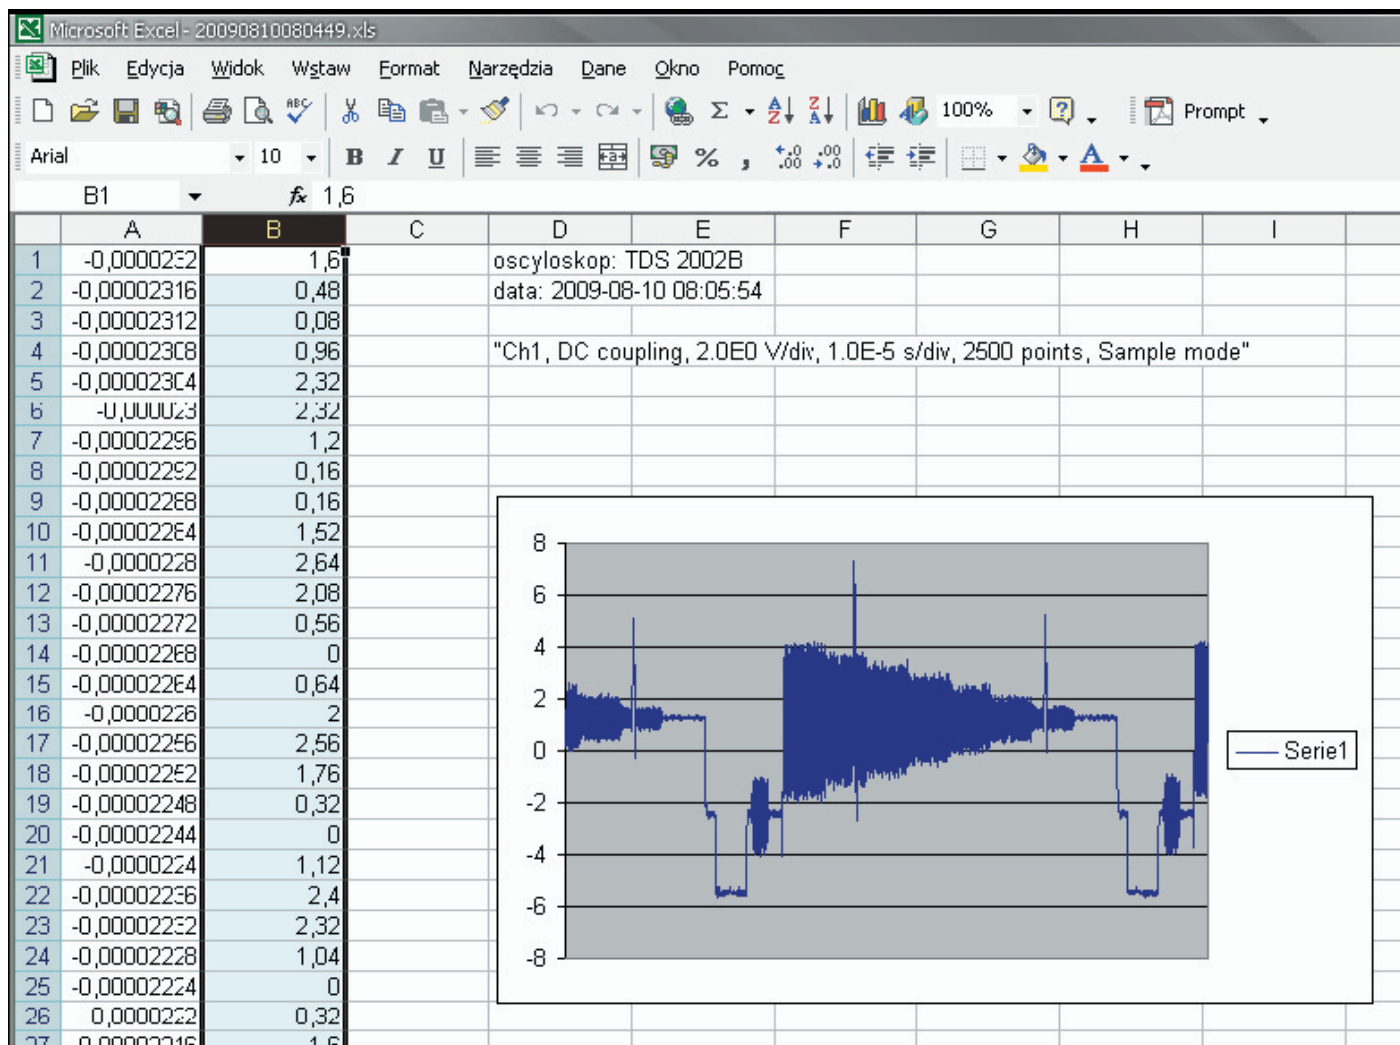 Microsoft Excel - 20090810080449.xls
Plik Edycja Widok Wstaw Format Narzędzia Dane Okno Pomoc
100% Prompt
Arial 10 B I U
B1 fx 1,6
A B C D E F G H I
1 -0,0000232 1,6 oscyloskop: TDS 2002B
2 -0,00002316 0,48 data: 2009-08-10 08:05:54
3 -0,00002312 0,08
4 -0,00002308 0,96 "Ch1, DC coupling, 2.0E0 V/div, 1.0E-5 s/div, 2500 points, Sample mode"
5 -0,00002304 2,32
6 -0,000023 2,32
7 -0,00002296 1,2
8 -0,00002292 0,16
9 -0,00002288 0,16
10 -0,00002284 1,52
11 -0,0000228 2,64
12 -0,00002276 2,08
13 -0,00002272 0,56
14 -0,00002268 0
15 -0,00002264 0,64
16 -0,0000226 2
17 -0,00002256 2,56
18 -0,00002252 1,76
19 -0,00002248 0,32
20 -0,00002244 0
21 -0,0000224 1,12
22 -0,00002236 2,4
23 -0,00002232 2,32
24 -0,00002228 1,04
25 -0,00002224 0
26 0,0000222 0,32
27 0,00002216 1,6
8
6
4
2
0
-2
-4
-6
-8
Serie1